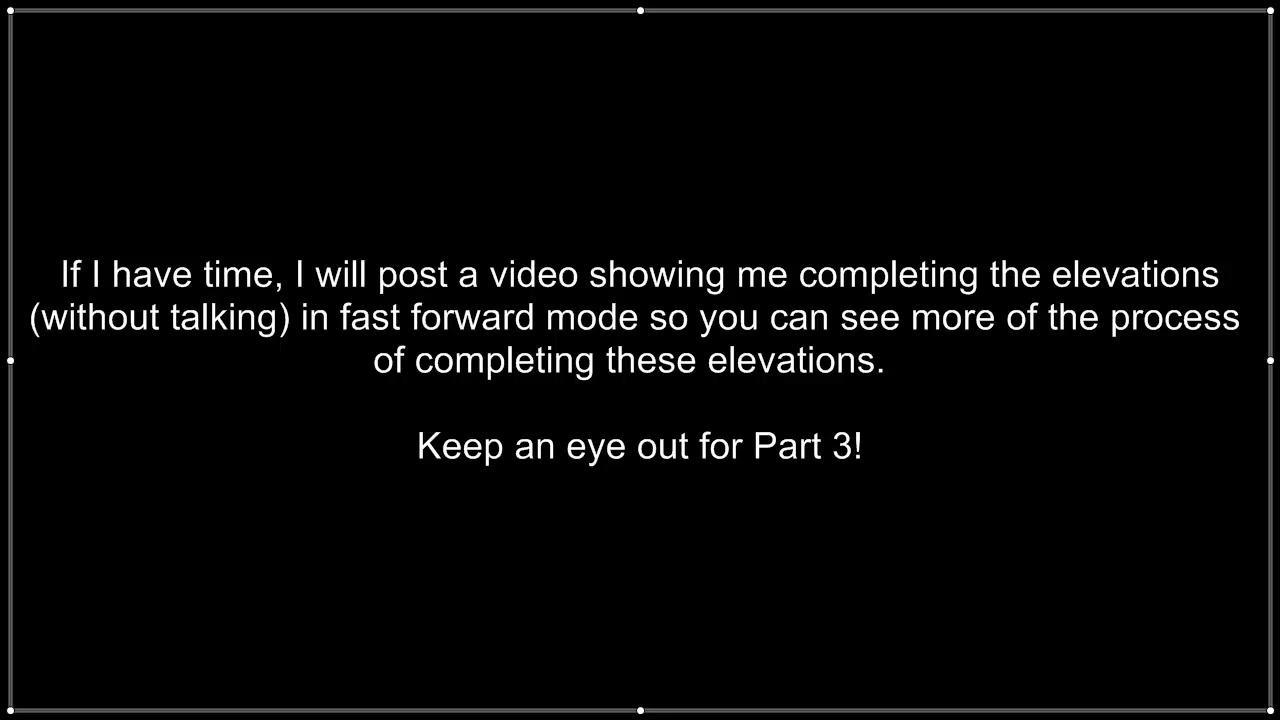 If I have time, I will post a video showing me completing the elevations
(without talking) in fast forward mode so you can see more of the process
of completing these elevations.
Keep an eye out for Part 3!